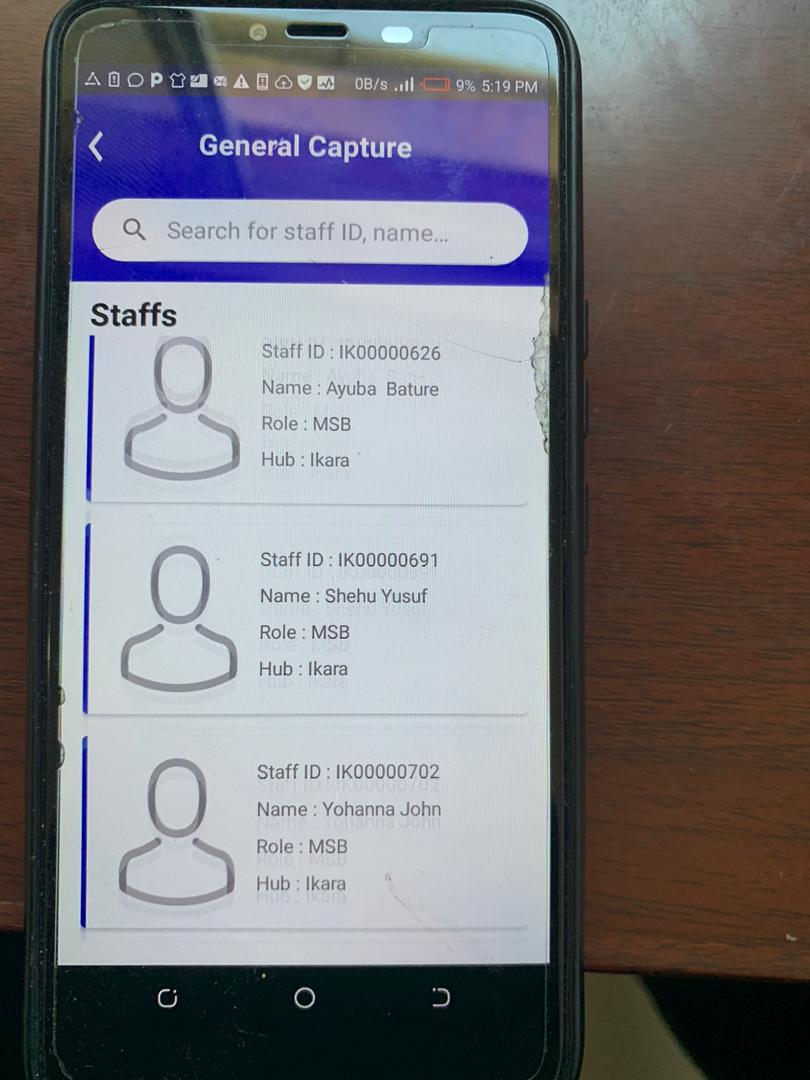 0B/s 9% 5:19 PM
General Capture
Search for staff ID, name...
Staffs
Staff ID : IK00000626
Name : Ayuba Bature
Role : MSB
Hub : Ikara
Staff ID : IK00000691
Name : Shehu Yusuf
Role : MSB
Hub : Ikara
Staff ID : IK00000702
Name : Yohanna John
Role : MSB
Hub : Ikara